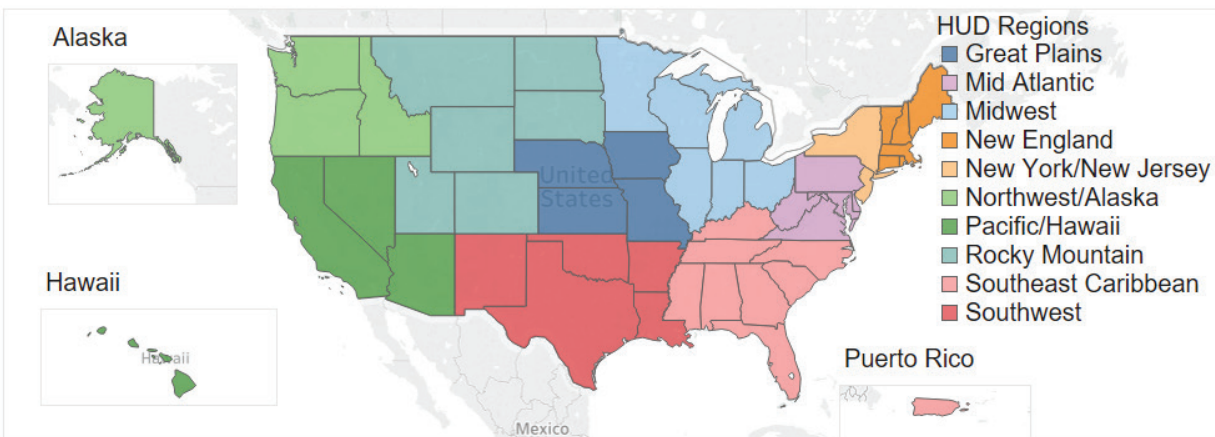 Alaska
HUD Regions
Great Plains
Mid Atlantic
Midwest
New England
New York/New Jersey
Northwest/Alaska
Pacific/Hawaii
Rocky Mountain
Southeast Caribbean
Southwest
United
States
Hawaii
Hawaii
Puerto Rico
Mexico